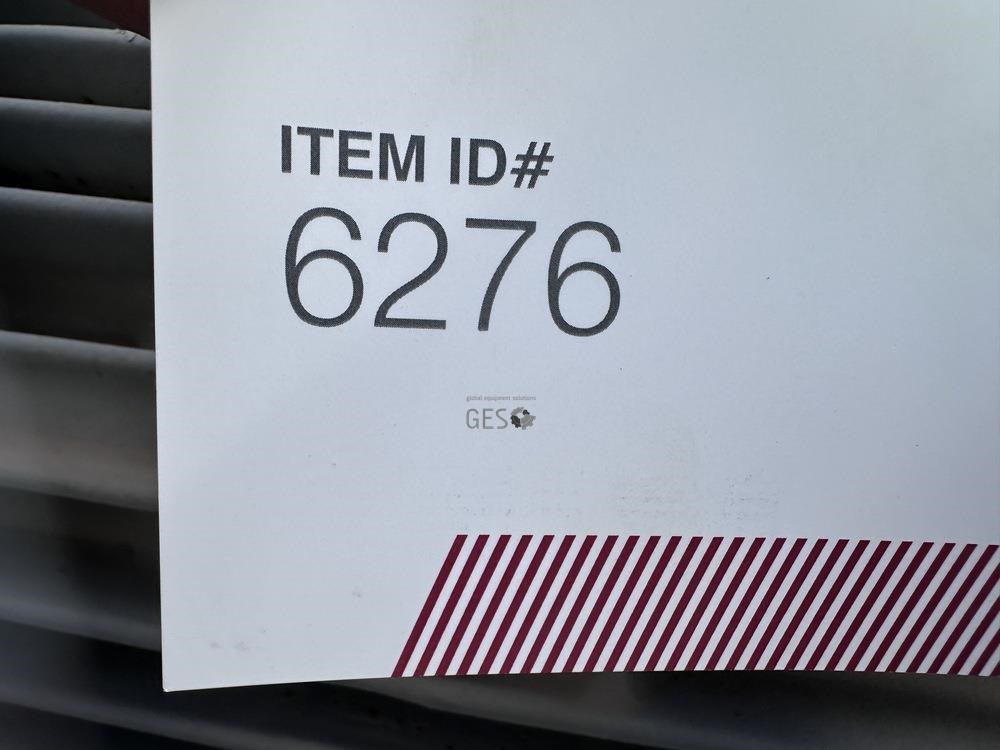 ITEM ID#
6276
global equipment solutions
GES